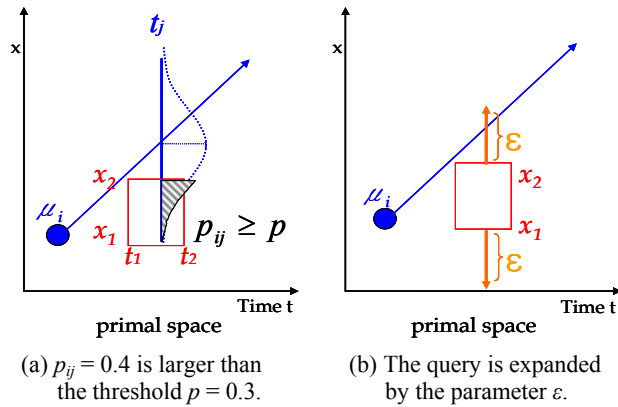 x
t_j
x_2
μ_i
x_1
t_1
t_2
p_ij ≥ p
Time t
primal space
(a) p_ij = 0.4 is larger than
the threshold p = 0.3.
x
ε
x_2
μ_i
x_1
ε
Time t
primal space
(b) The query is expanded
by the parameter ε.